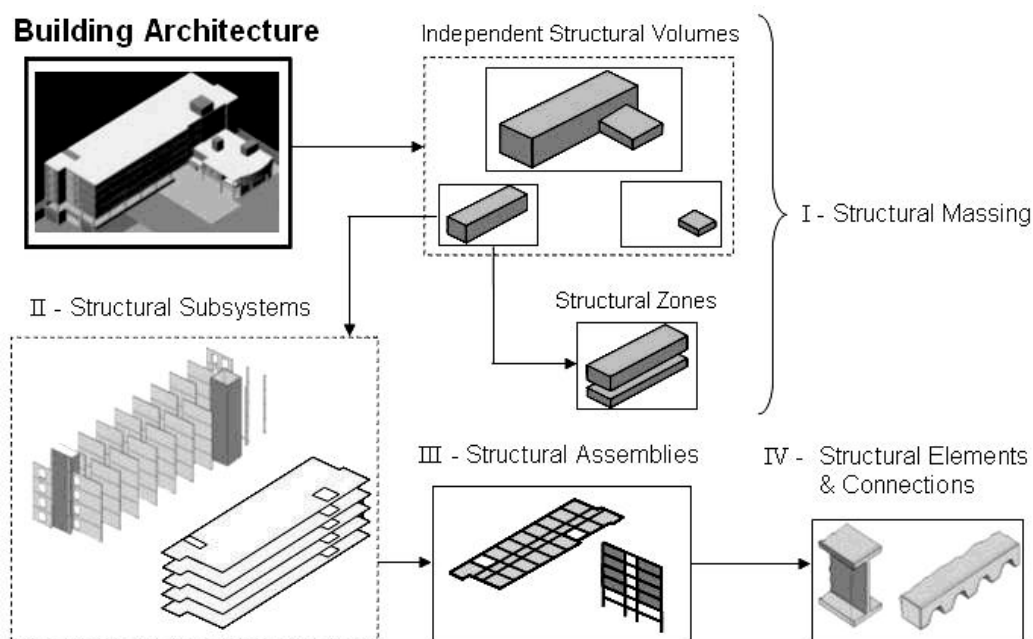 Building Architecture
Independent Structural Volumes
I - Structural Massing
II - Structural Subsystems
Structural Zones
III - Structural Assemblies
IV - Structural Elements
& Connections